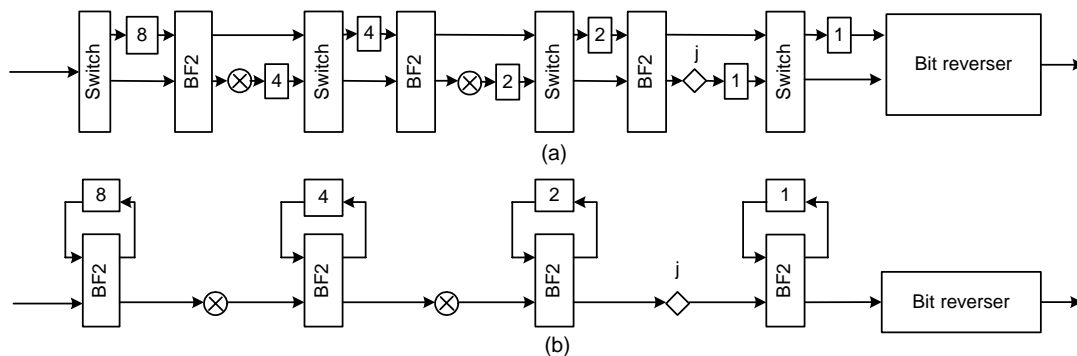 8
4
2
1
j
Switch
BF2
4
Switch
BF2
2
Switch
BF2
1
Switch
Bit reverser
(a)
8
4
2
1
BF2
BF2
BF2
j
BF2
Bit reverser
(b)